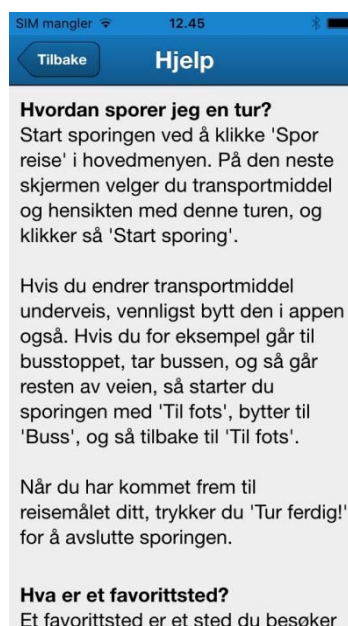 SIM mangler 12.45
Tilbake Hjelp
Hvordan sporer jeg en tur?
Start sporingen ved å klikke 'Spor
reise' i hovedmenyen. På den neste
skjermen velger du transportmiddel
og hensikten med denne turen, og
klikker så 'Start sporing'.
Hvis du endrer transportmiddel
underveis, vennligst bytt den i appen
også. Hvis du for eksempel går til
busstoppet, tar bussen, og så går
resten av veien, så starter du
sporingen med 'Til fots', bytter til
'Buss', og så tilbake til 'Til fots'.
Når du har kommet frem til
reisemålet ditt, trykker du 'Tur ferdig!'
for å avslutte sporingen.
Hva er et favorittsted?
Et favorittsted er et sted du besøker